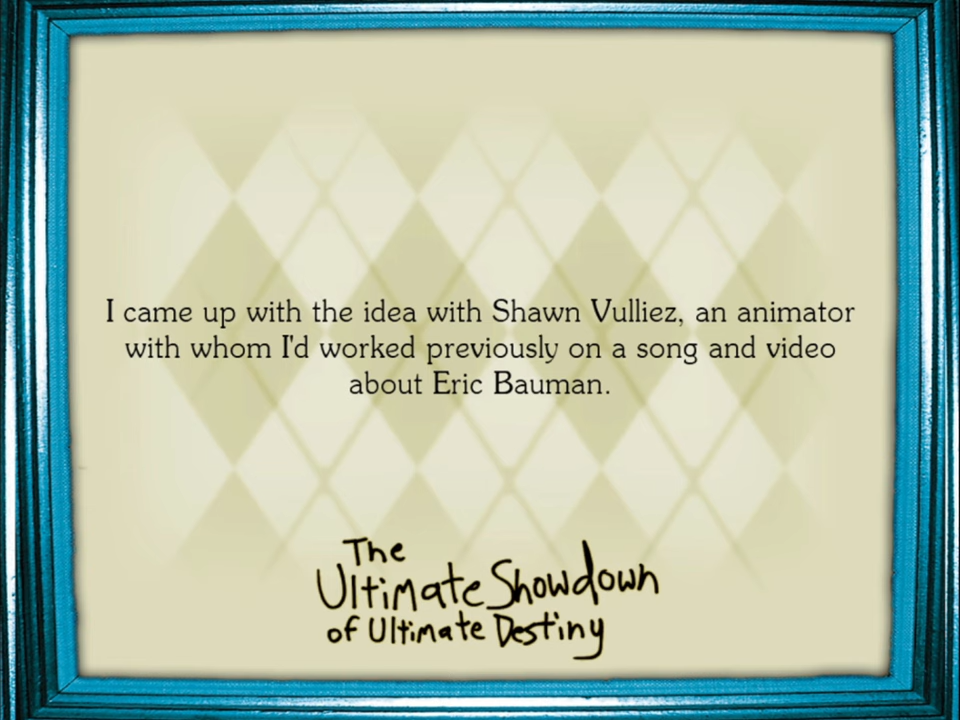 I came up with the idea with Shawn Vulliez, an animator
with whom I'd worked previously on a song and video
about Eric Bauman.
The
Ultimate Showdown
of Ultimate Destiny